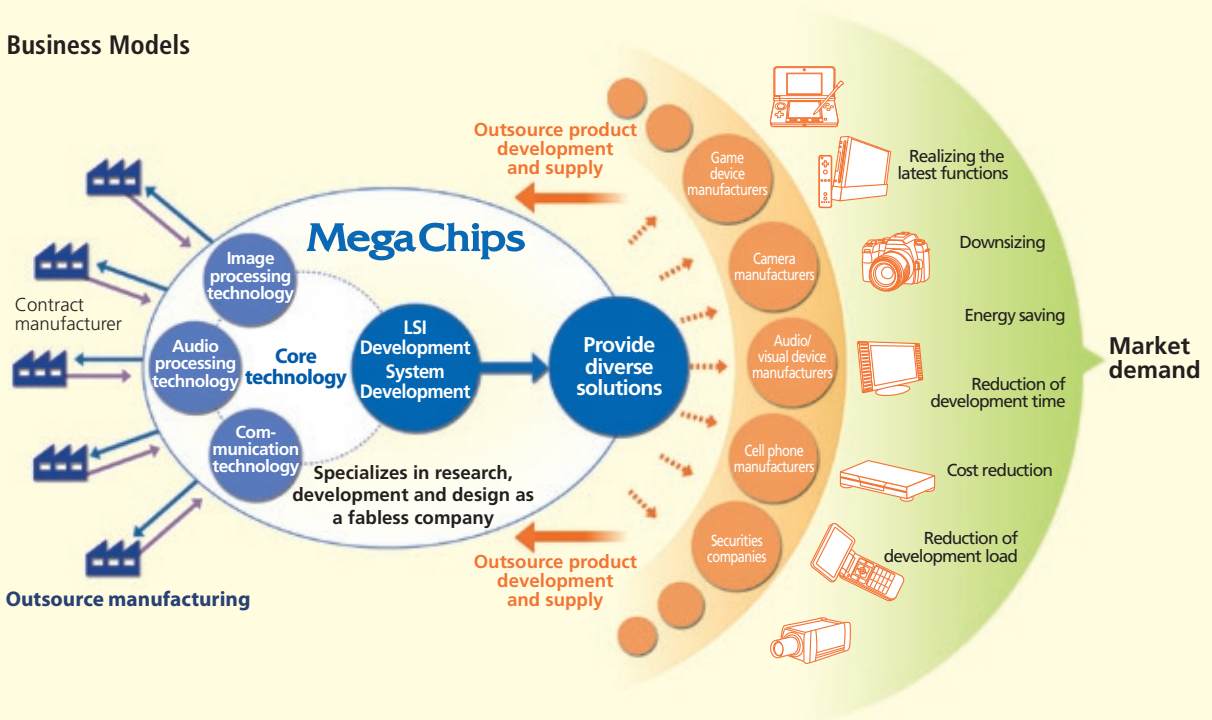 Business Models
Outsource product
development
and supply
MegaChips
Image
processing
technology
Contract
manufacturer
Audio
processing
technology
Core
technology
Com-
munication
technology
LSI
Development
System
Development
Provide
diverse
solutions
Specializes in research,
development and design as
a fabless company
Outsource product
development
and supply
Outsource manufacturing
Game
device
manufacturers
Camera
manufacturers
Audio/
visual device
manufacturers
Cell phone
manufacturers
Securities
companies
Realizing the
latest functions
Downsizing
Energy saving
Reduction of
development time
Cost reduction
Reduction of
development load
Market
demand